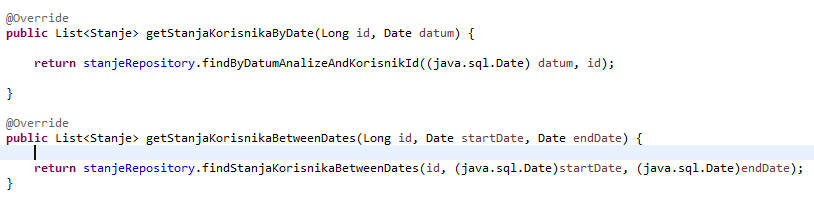 @Override
public List<Stanje> getStanjaKorisnikaByDate(Long id, Date datum) {
return stanjeRepository.findByDatumAnalizeAndKorisnikId((java.sql.Date) datum, id);
}
@Override
public List<Stanje> getStanjaKorisnikaBetweenDates(Long id, Date startDate, Date endDate) {
return stanjeRepository.findStanjaKorisnikaBetweenDates(id, (java.sql.Date)startDate, (java.sql.Date)endDate);
}